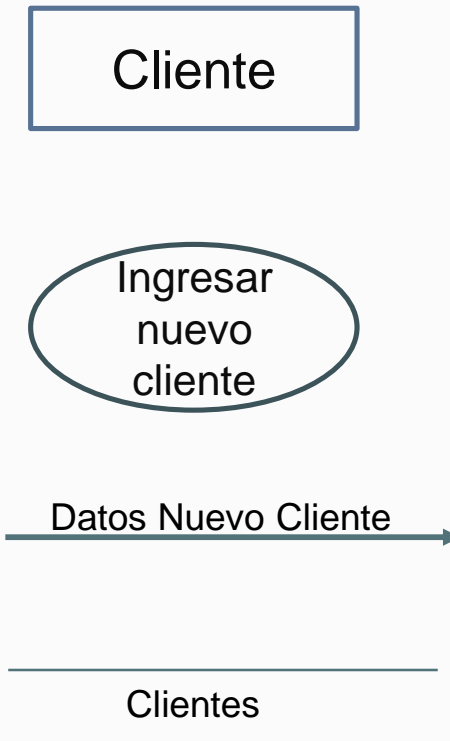 Cliente
Ingresar
nuevo
cliente
Datos Nuevo Cliente
Clientes